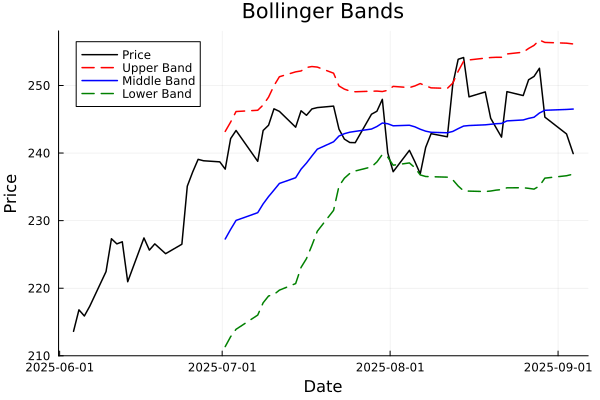 Bollinger Bands
Price
Upper Band
Middle Band
Lower Band
Price
250
240
230
220
210
2025-06-01 2025-07-01 2025-08-01 2025-09-01
Date